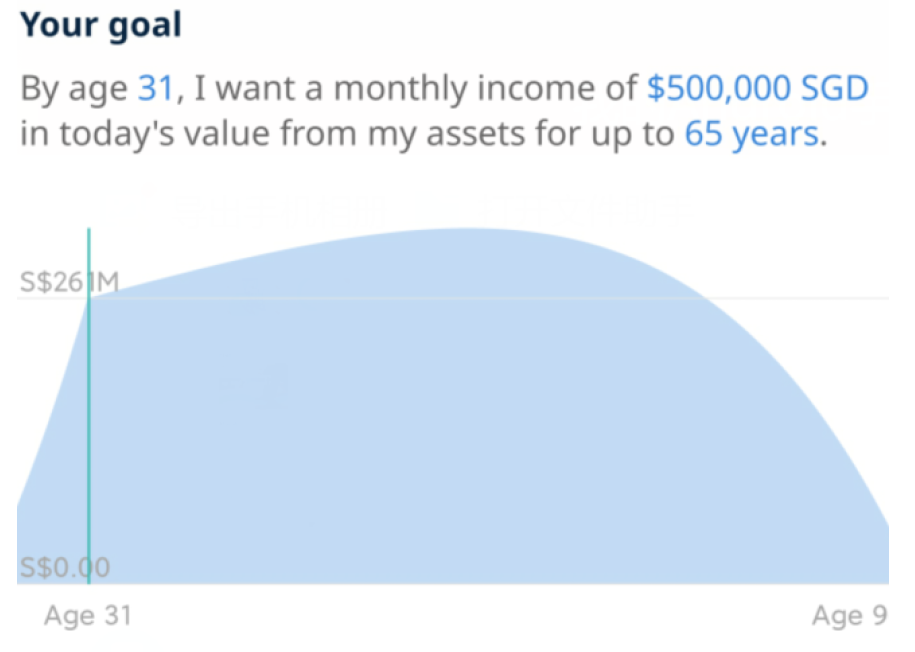 Your goal
By age 31, I want a monthly income of $500,000 SGD
in today's value from my assets for up to 65 years.
S$261M
S$0.00
Age 31
Age 9